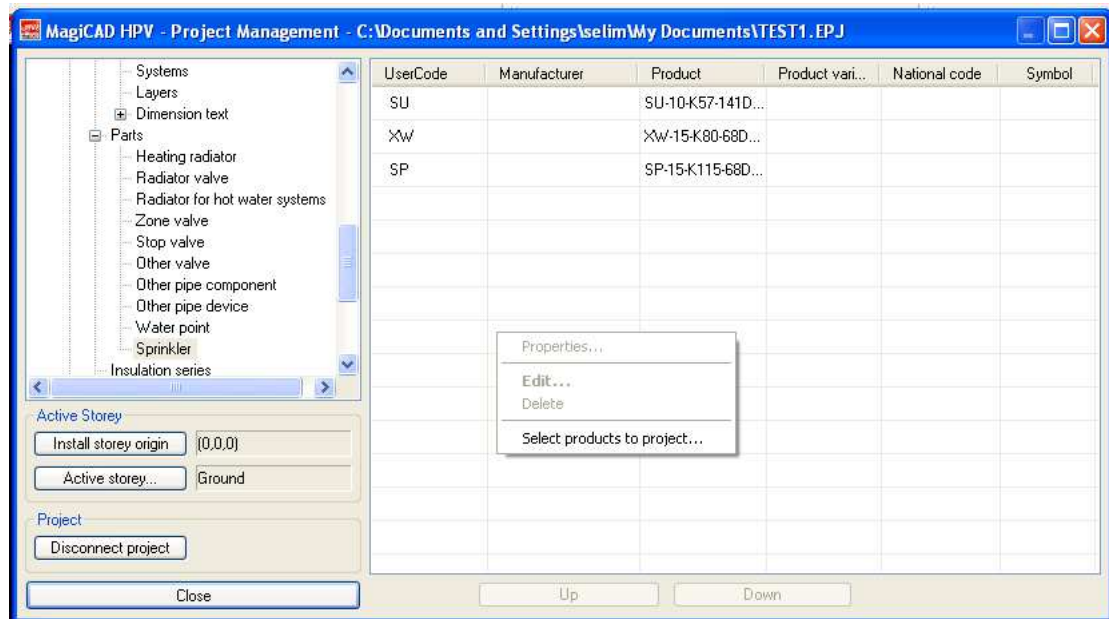 MagiCAD HPV - Project Management - C:\Documents and Settings\selim\My Documents\TEST1.EPJ
Systems
Layers
Dimension text
Parts
Heating radiator
Radiator valve
Radiator for hot water systems
Zone valve
Stop valve
Other valve
Other pipe component
Other pipe device
Water point
Sprinkler
Insulation series
Active Storey
Install storey origin (0,0,0)
Active storey... Ground
Project
Disconnect project
Close
UserCode Manufacturer Product Product vari... National code Symbol
SU SU-10-K57-141D...
XW XW-15-K80-68D...
SP SP-15-K115-68D...
Properties...
Edit...
Delete
Select products to project...
Up Down